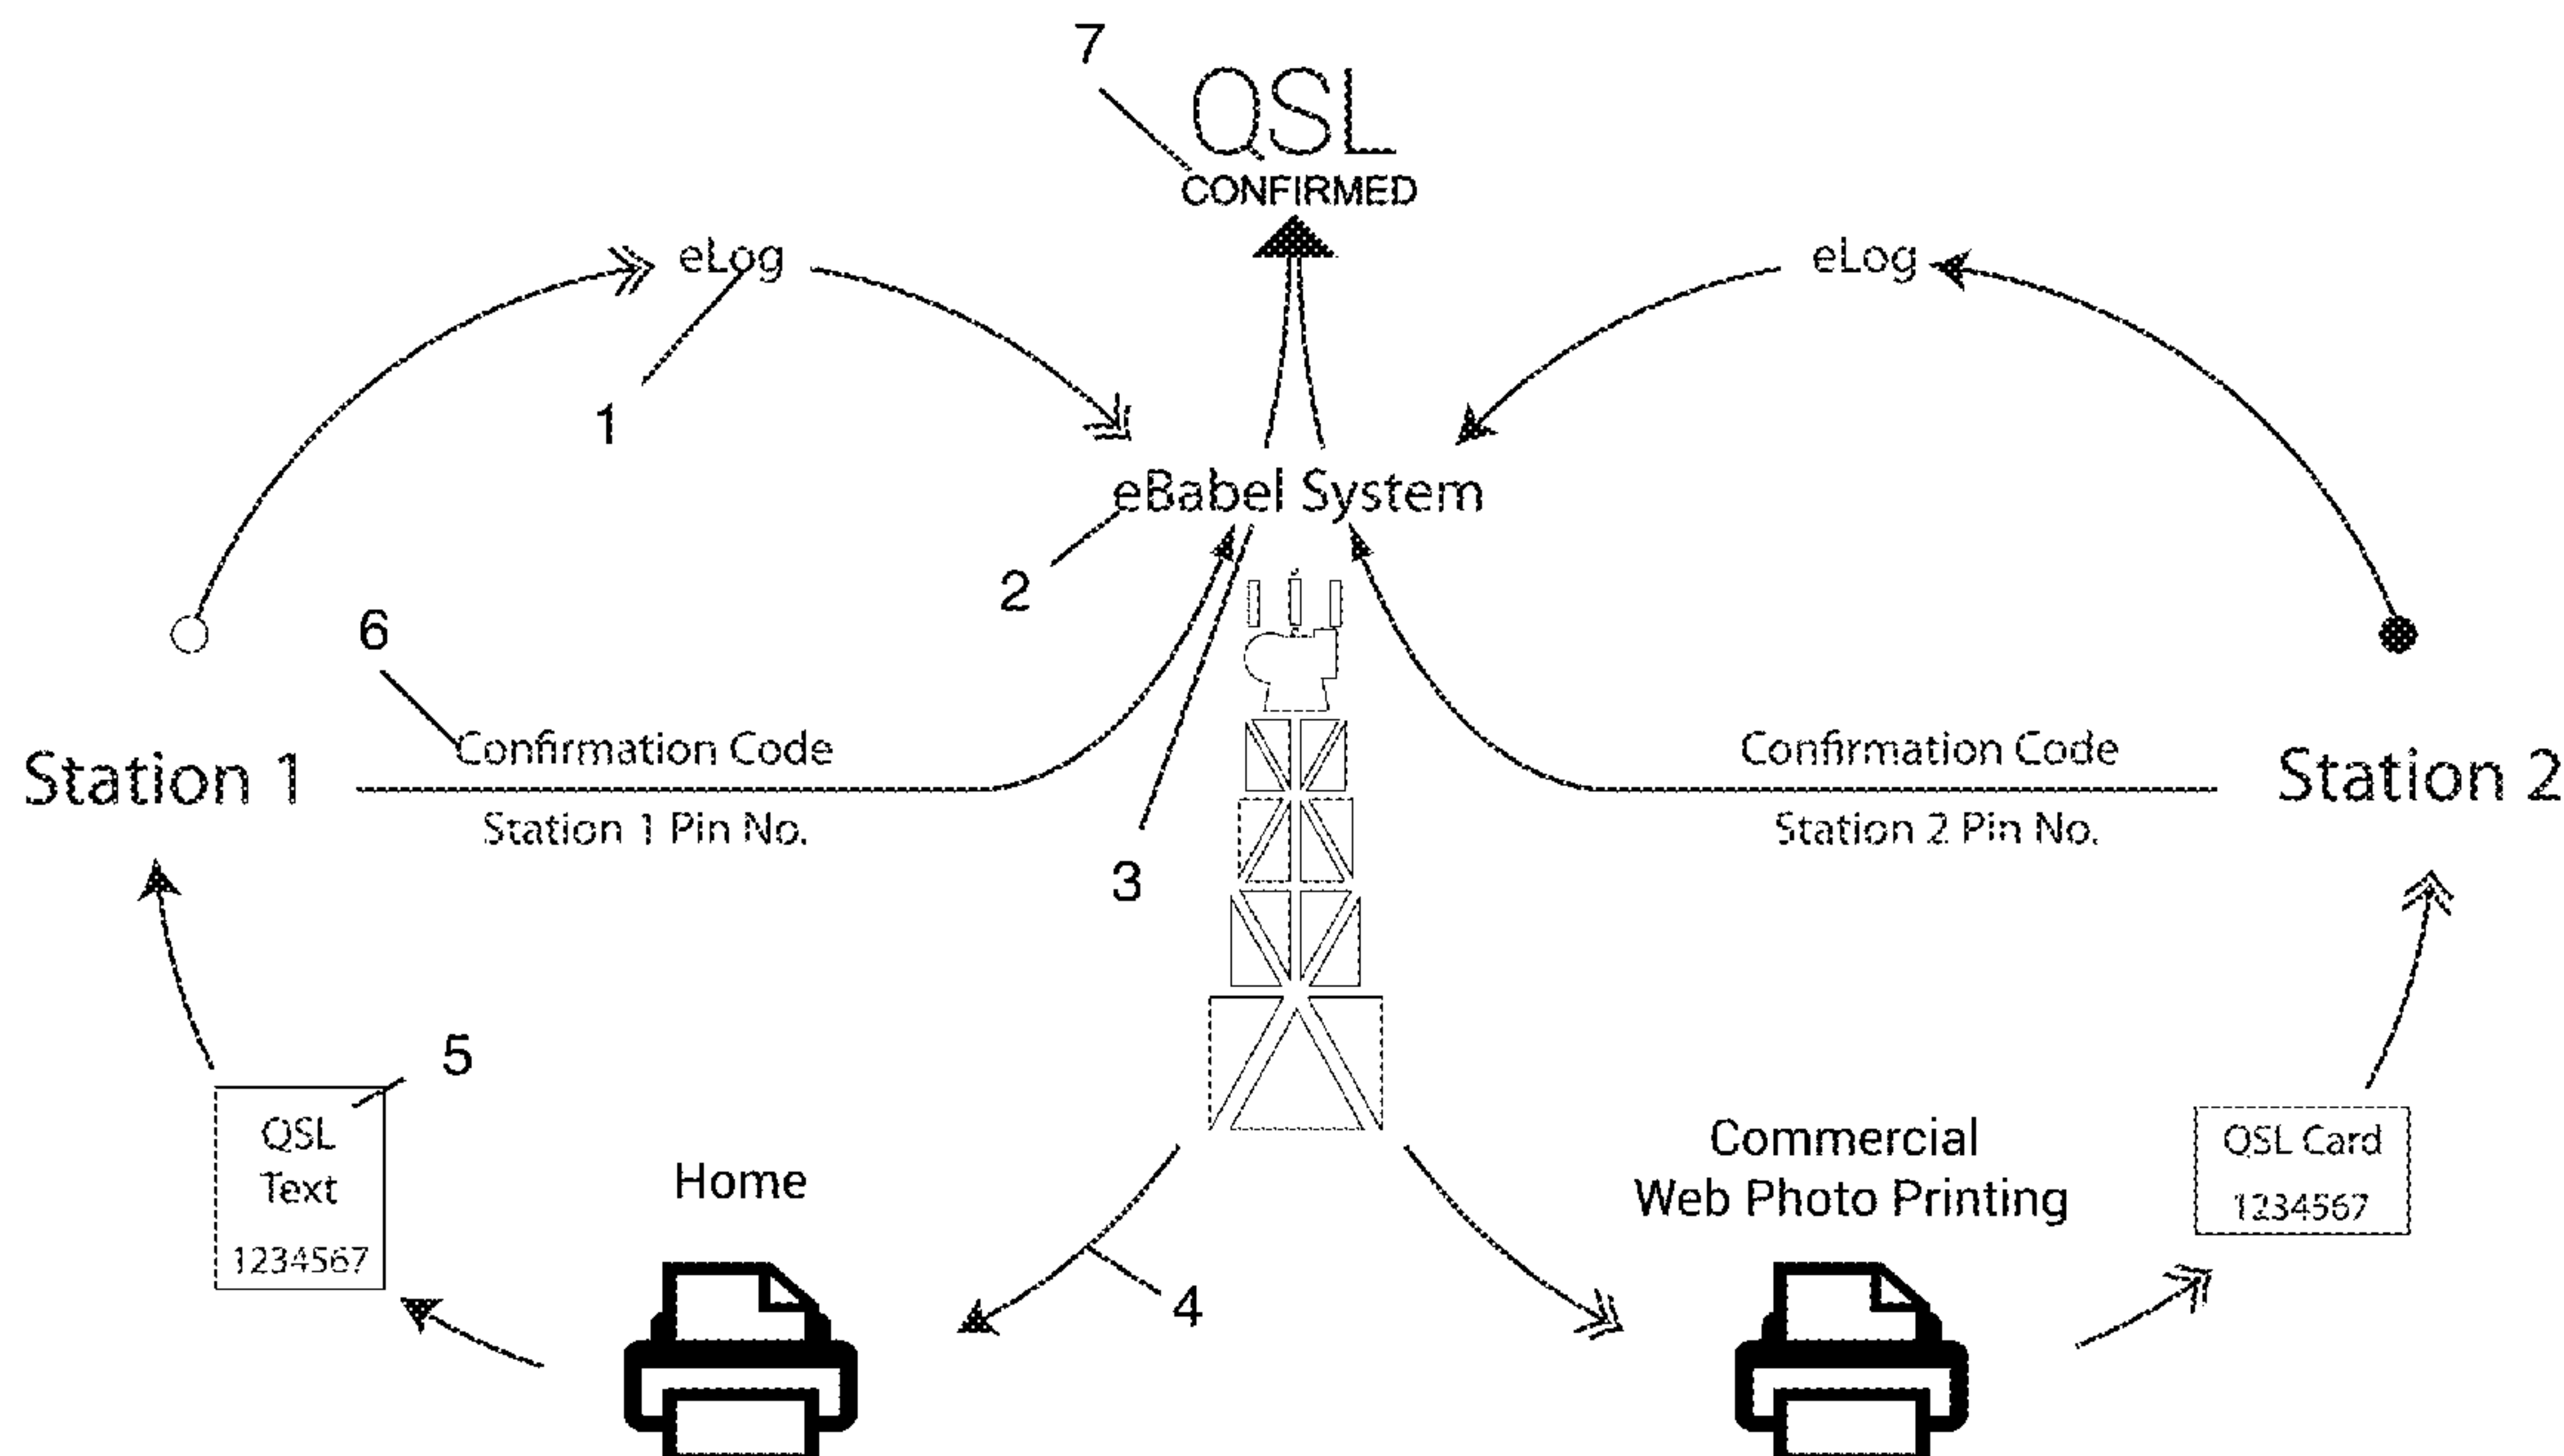 7
QSL
CONFIRMED
eLog
eLog
1
eBabel System
2
6
Confirmation Code
Confirmation Code
Station 1
Station 2
Station 1 Pin No.
Station 2 Pin No.
3
5
QSL
Text
1234567
Home
Commercial
Web Photo Printing
QSL Card
1234567
4